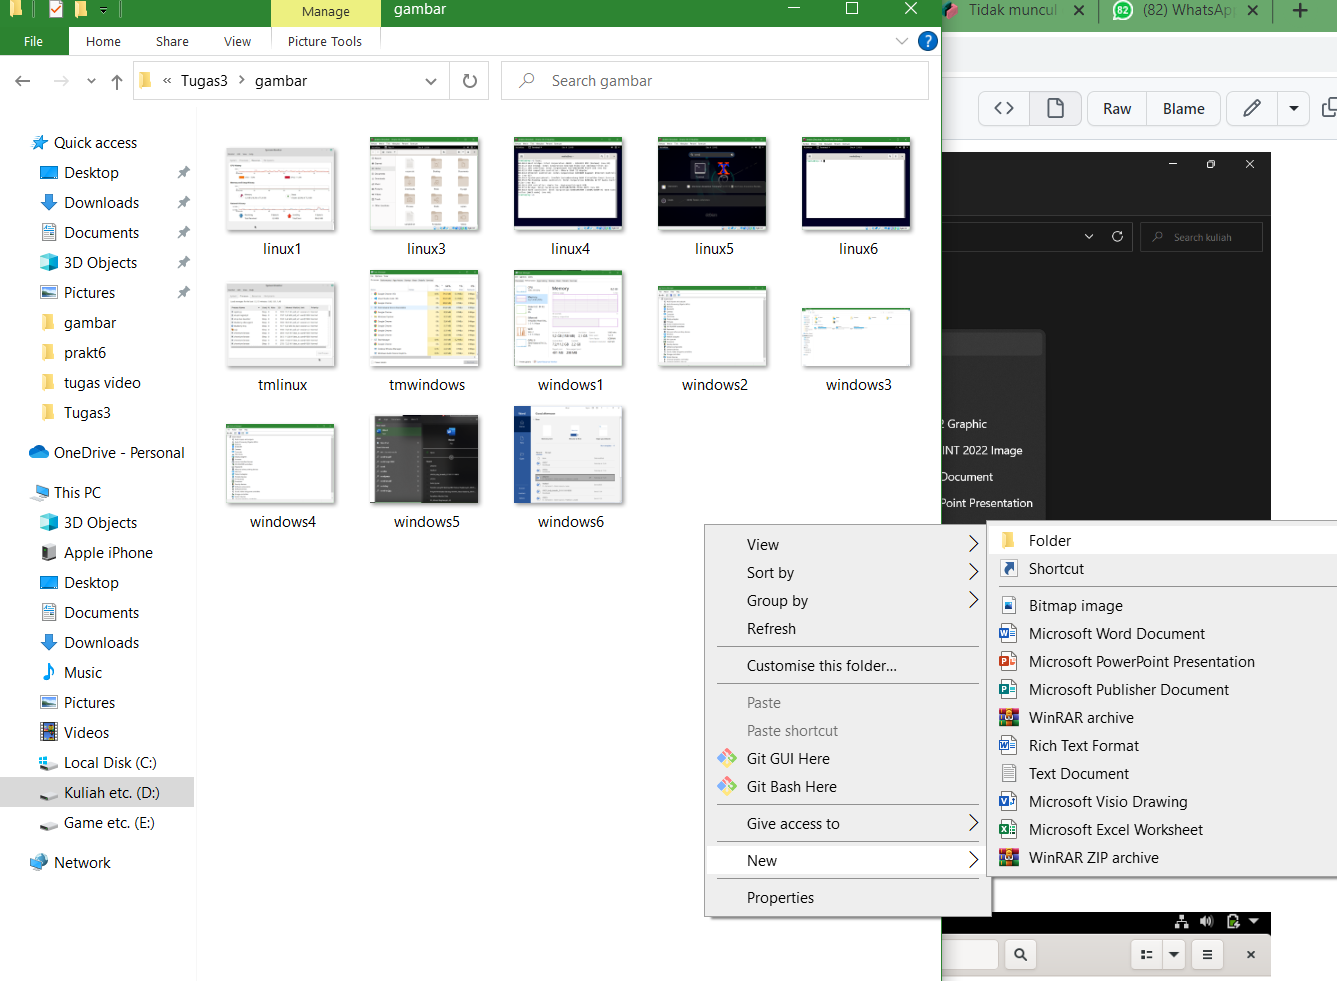 Manage
gambar
Tidak muncul
(82) WhatsApp
File
Home
Share
View
Picture Tools
« Tugas3 > gambar
Search gambar
Raw
Blame
Quick access
Desktop
Downloads
Documents
3D Objects
Pictures
gambar
prakt6
tugas video
Tugas3
OneDrive - Personal
This PC
3D Objects
Apple iPhone
Desktop
Documents
Downloads
Music
Pictures
Videos
Local Disk (C:)
Kuliah etc. (D:)
Game etc. (E:)
Network
linux1
linux3
linux4
linux5
linux6
tmlinux
tmwindows
Memory
windows1
windows2
windows3
windows4
windows5
windows6
Search kuliah
2 Graphic
INT 2022 Image
Document
Point Presentation
View
Sort by
Group by
Refresh
Customise this folder...
Paste
Paste shortcut
Git GUI Here
Git Bash Here
Give access to
New
Properties
Folder
Shortcut
Bitmap image
Microsoft Word Document
Microsoft PowerPoint Presentation
Microsoft Publisher Document
WinRAR archive
Rich Text Format
Text Document
Microsoft Visio Drawing
Microsoft Excel Worksheet
WinRAR ZIP archive